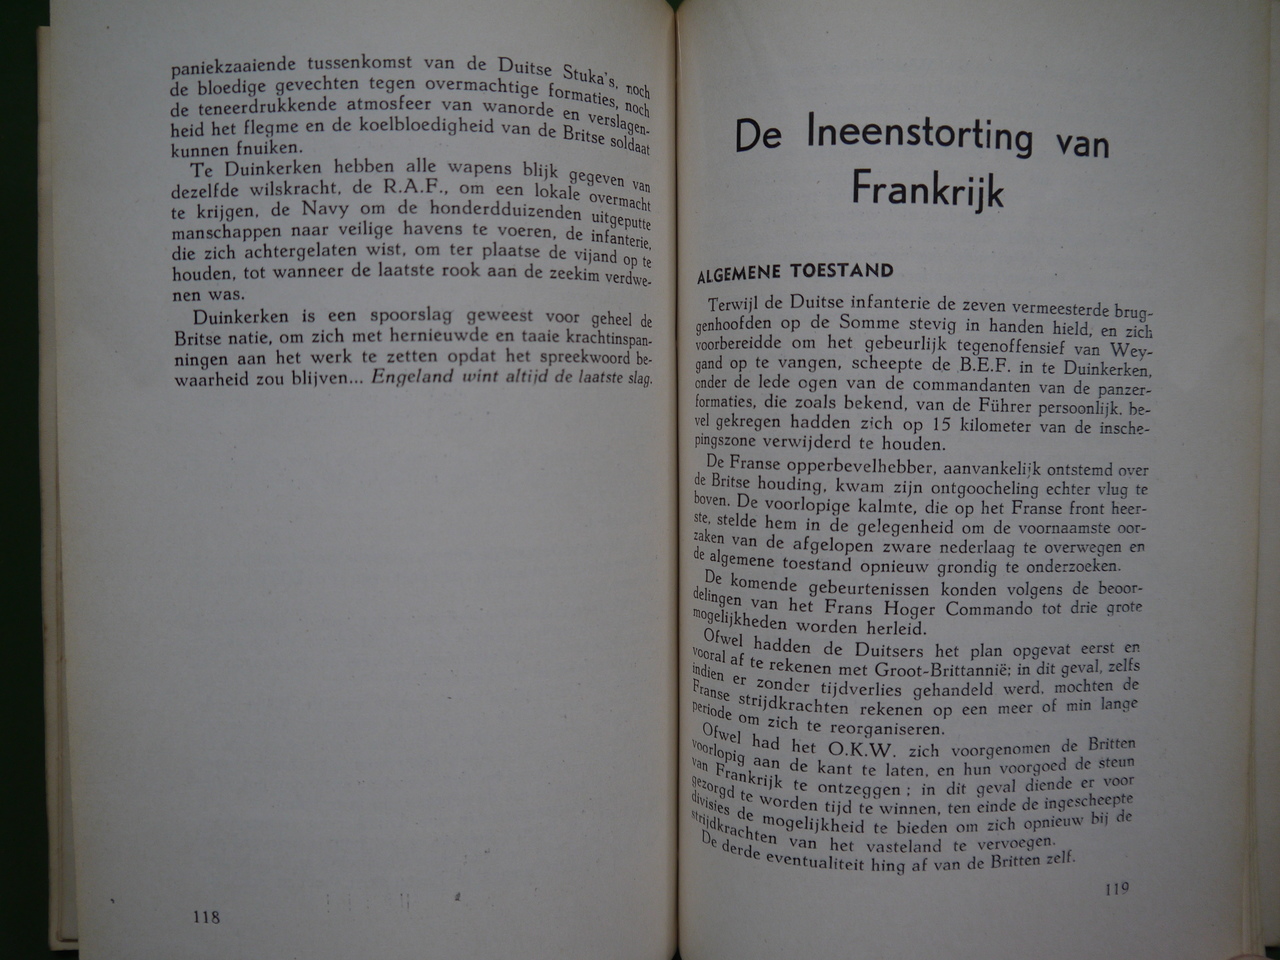 paniekzaaiende tussenkomst van de Duitse Stuka's, noch
de bloedige gevechten tegen overmachtige formaties, noch
de teneerdrukkende atmosfeer van wanorde en verslagen-
heid het flegme en de koelbloedigheid van de Britse soldaat
kunnen fnuiken.
Te Duinkerken hebben alle wapens blijk gegeven van
dezelfde wilskracht, de R.A.F., om een lokale overmacht
te krijgen, de Navy om de honderdduizenden uitgeputte
manschappen naar veilige havens te voeren, de infanterie,
die zich achtergelaten wist, om ter plaatse de vijand op te
houden, tot wanneer de laatste rook aan de zeekim verdwe-
nen was.
Duinkerken is een spoorslag geweest voor geheel de
Britse natie, om zich met hernieuwde en taaie krachtinspan-
ningen aan het werk te zetten opdat het spreekwoord be-
waarheid zou blijven... Engeland wint altijd de laatste slag.
118
De Ineenstorting van
Frankrijk
ALGEMENE TOESTAND
Terwijl de Duitse infanterie de zeven vermeesterde brug-
genhoofden op de Somme stevig in handen hield, en zich
voorbereidde om het gebeurlijk tegenoffensief van Wey-
gand op te vangen, scheepte de B.E.F. in te Duinkerken,
onder de lede ogen van de commandanten van de panzer-
formaties, die zoals bekend, van de Führer persoonlijk, be-
vel gekregen hadden zich op 15 kilometer van de insche-
pingszone verwijderd te houden.
De Franse opperbevelhebber, aanvankelijk ontstemd over
de Britse houding, kwam zijn ontgoocheling echter vlug te
boven. De voorlopige kalmte, die op het Franse front heer-
ste, stelde hem in de gelegenheid om de voornaamste oor-
zaken van de afgelopen zware nederlaag te overwegen en
de algemene toestand opnieuw grondig te onderzoeken.
De komende gebeurtenissen konden volgens de beoor-
delingen van het Frans Hoger Commando tot drie grote
mogelijkheden worden herleid.
Ofwel hadden de Duitsers het plan opgevat eerst en
vooral af te rekenen met Groot-Brittannië; in dit geval, zelfs
indien er zonder tijdverlies gehandeld werd, mochten de
Franse strijdkrachten rekenen op een meer of min lange
periode om zich te reorganiseren.
Ofwel had het O.K.W. zich voorgenomen de Britten
voorlopig aan de kant te laten, en hun voorgoed de steun
van Frankrijk te ontzeggen ; in dit geval diende er voor
gezorgd te worden tijd te winnen, ten einde de ingescheepte
divisies de mogelijkheid te bieden om zich opnieuw bij de
strijdkrachten van het vasteland te vervoegen.
De derde eventualiteit hing af van de Britten zelf.
119